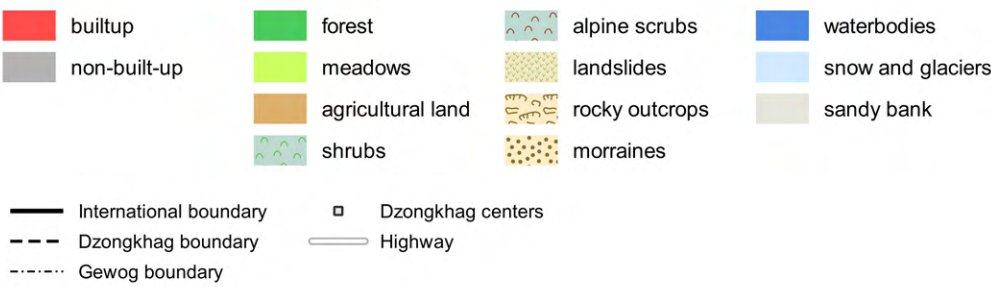 builtup forest alpine scrubs waterbodies
non-built-up meadows landslides snow and glaciers
agricultural land rocky outcrops sandy bank
shrubs morraines
International boundary Dzongkhag centers
Dzongkhag boundary Highway
Gewog boundary